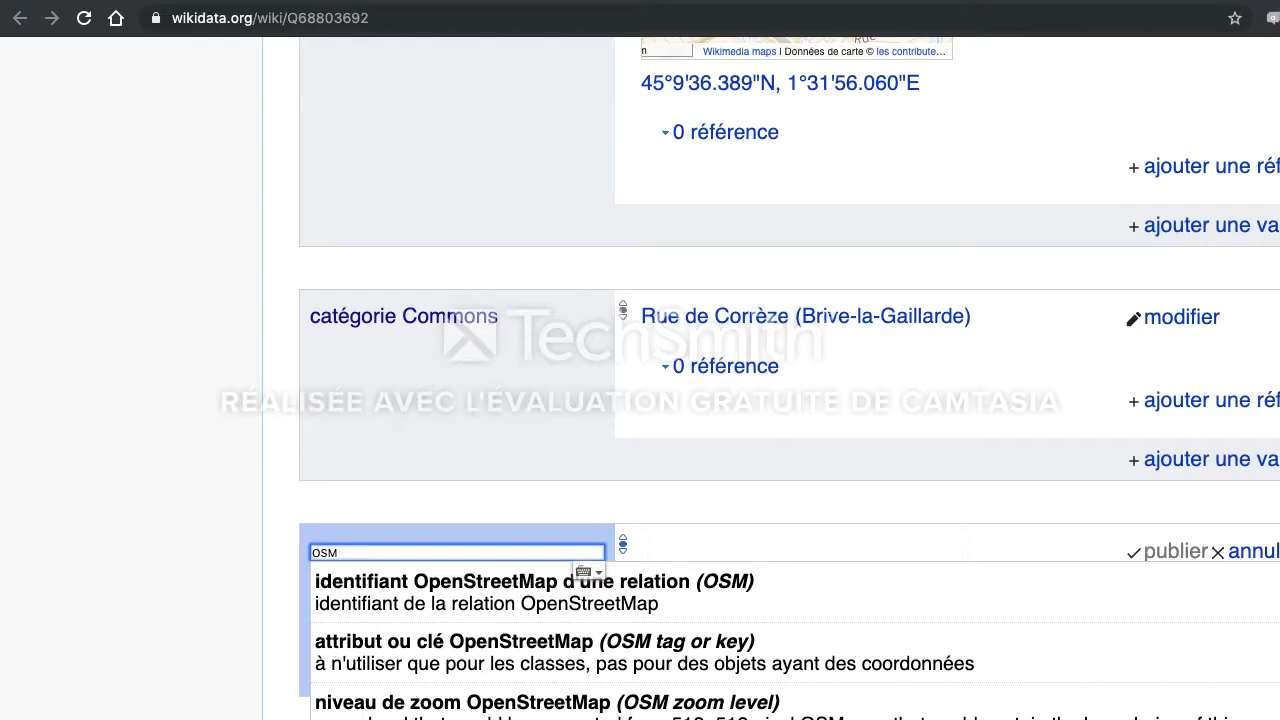 wikidata.org/wiki/Q68803692
Wikimedia maps | Données de carte © les contribute…
45°9'36.389"N, 1°31'56.060"E
0 référence
+ ajouter une réf
+ ajouter une va
catégorie Commons
Rue de Corrèze (Brive-la-Gaillarde)
modifier
TechSmith
0 référence
RÉALISÉE AVEC L'ÉVALUATION GRATUITE DE CAMTASIA
+ ajouter une réf
+ ajouter une va
OSM
publier
annul
identifiant OpenStreetMap d'une relation (OSM)
identifiant de la relation OpenStreetMap
attribut ou clé OpenStreetMap (OSM tag or key)
à n'utiliser que pour les classes, pas pour des objets ayant des coordonnées
niveau de zoom OpenStreetMap (OSM zoom level)